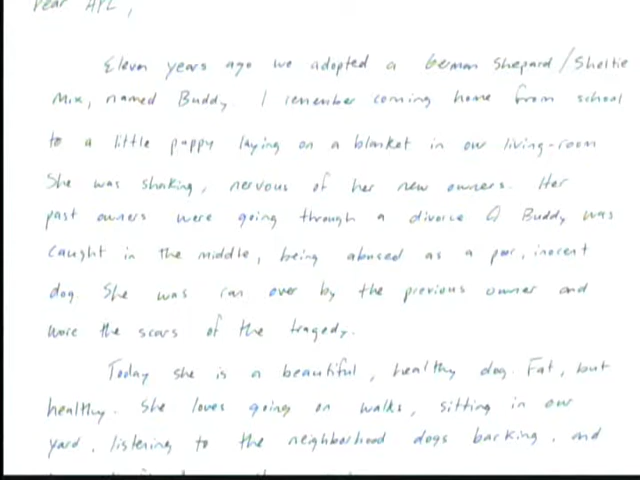 Dear APL,
Eleven years ago we adopted a German Shepard/Sheltie
Mix, named Buddy. I remember coming home from school
to a little puppy laying on a blanket in our living-room
She was shaking, nervous of her new owners. Her
past owners were going through a divorce & Buddy was
caught in the middle, being abused as a poor, inocent
dog. She was ran over by the previous owner and
wore the scars of the tragedy.
Today she is a beautiful, healthy dog. Fat, but
healthy. She loves going on walks, sitting in our
yard, listening to the neighborhood dogs barking, and